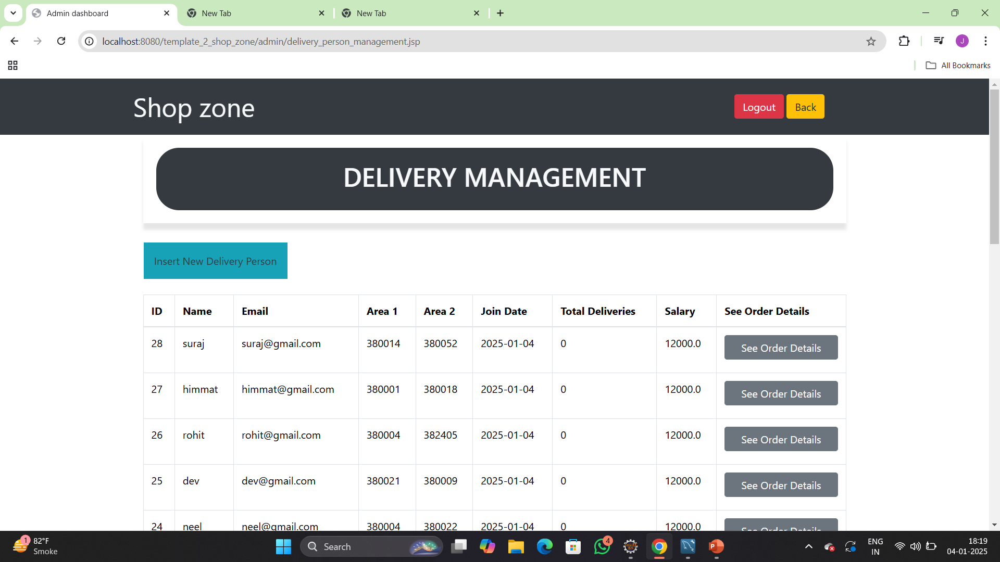 Admin dashboard
New Tab
New Tab
localhost:8080/template_2_shop_zone/admin/delivery_person_management.jsp
J
All Bookmarks
Shop zone
Logout
Back
DELIVERY MANAGEMENT
Insert New Delivery Person
ID Name Email Area 1 Area 2 Join Date Total Deliveries Salary See Order Details
28 suraj suraj@gmail.com 380014 380052 2025-01-04 0 12000.0 See Order Details
27 himmat himmat@gmail.com 380001 380018 2025-01-04 0 12000.0 See Order Details
26 rohit rohit@gmail.com 380004 382405 2025-01-04 0 12000.0 See Order Details
25 dev dev@gmail.com 380021 380009 2025-01-04 0 12000.0 See Order Details
24 neel neel@gmail.com 380004 380022 2025-01-04 0 12000.0 See Order Details
1 82°F
Smoke
Search
4
ENG
IN
18:19
04-01-2025